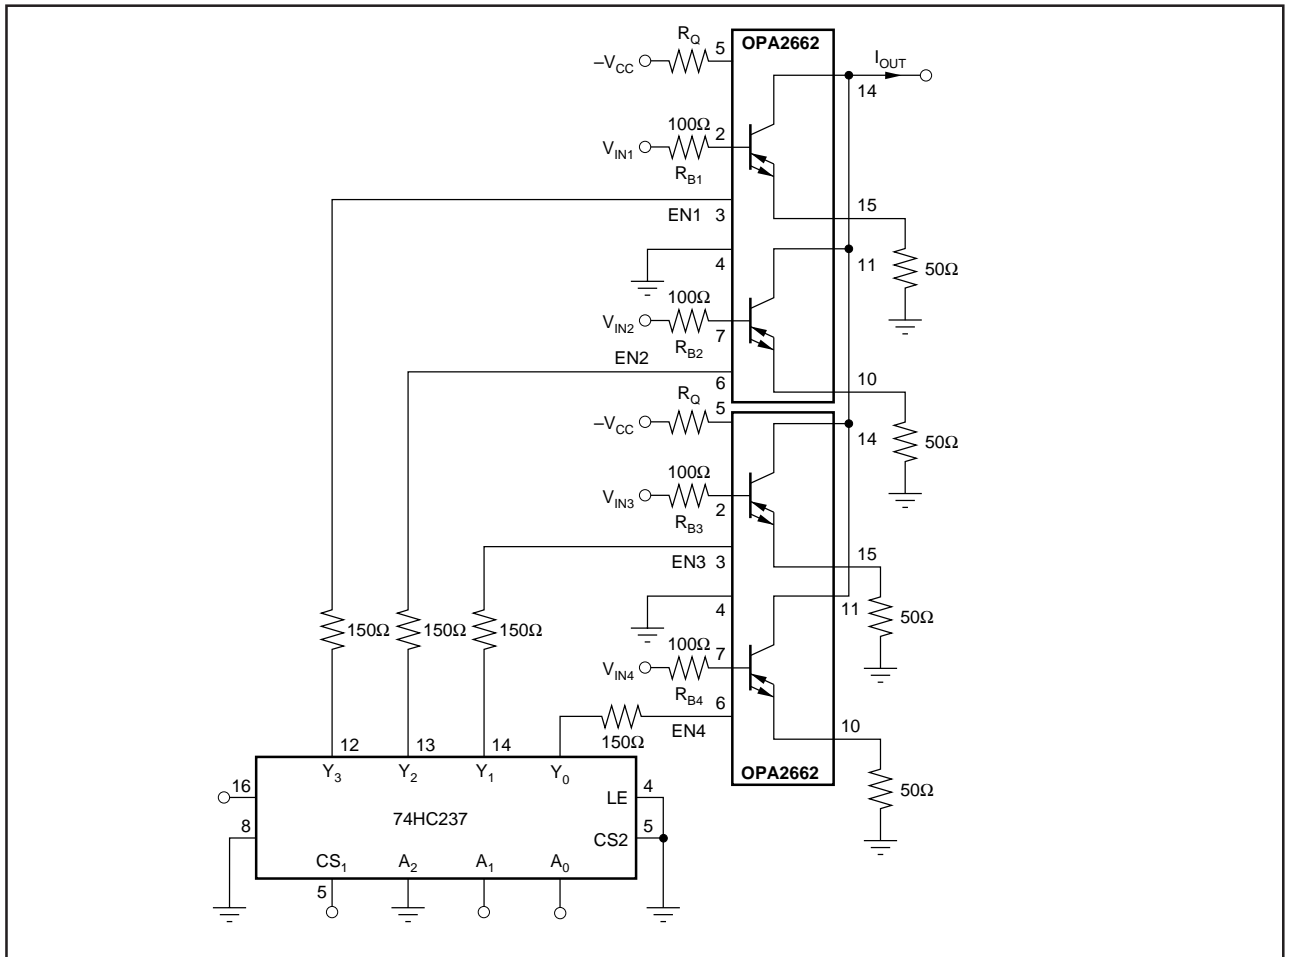 R_Q
5
OPA2662
–V_CC
I_OUT
14
100Ω
2
V_IN1
R_B1
15
EN1 3
4
11
50Ω
100Ω
V_IN2
7
R_B2
EN2
10
6
R_Q
5
–V_CC
14
50Ω
100Ω
V_IN3
2
R_B3
15
EN3 3
4
11
50Ω
150Ω 150Ω 150Ω
100Ω
7
V_IN4
R_B4
6
EN4
10
150Ω
12 13 14
Y_3 Y_2 Y_1 Y_0
OPA2662
16
LE 4
50Ω
74HC237
8
CS2 5
CS_1 A_2 A_1 A_0
5